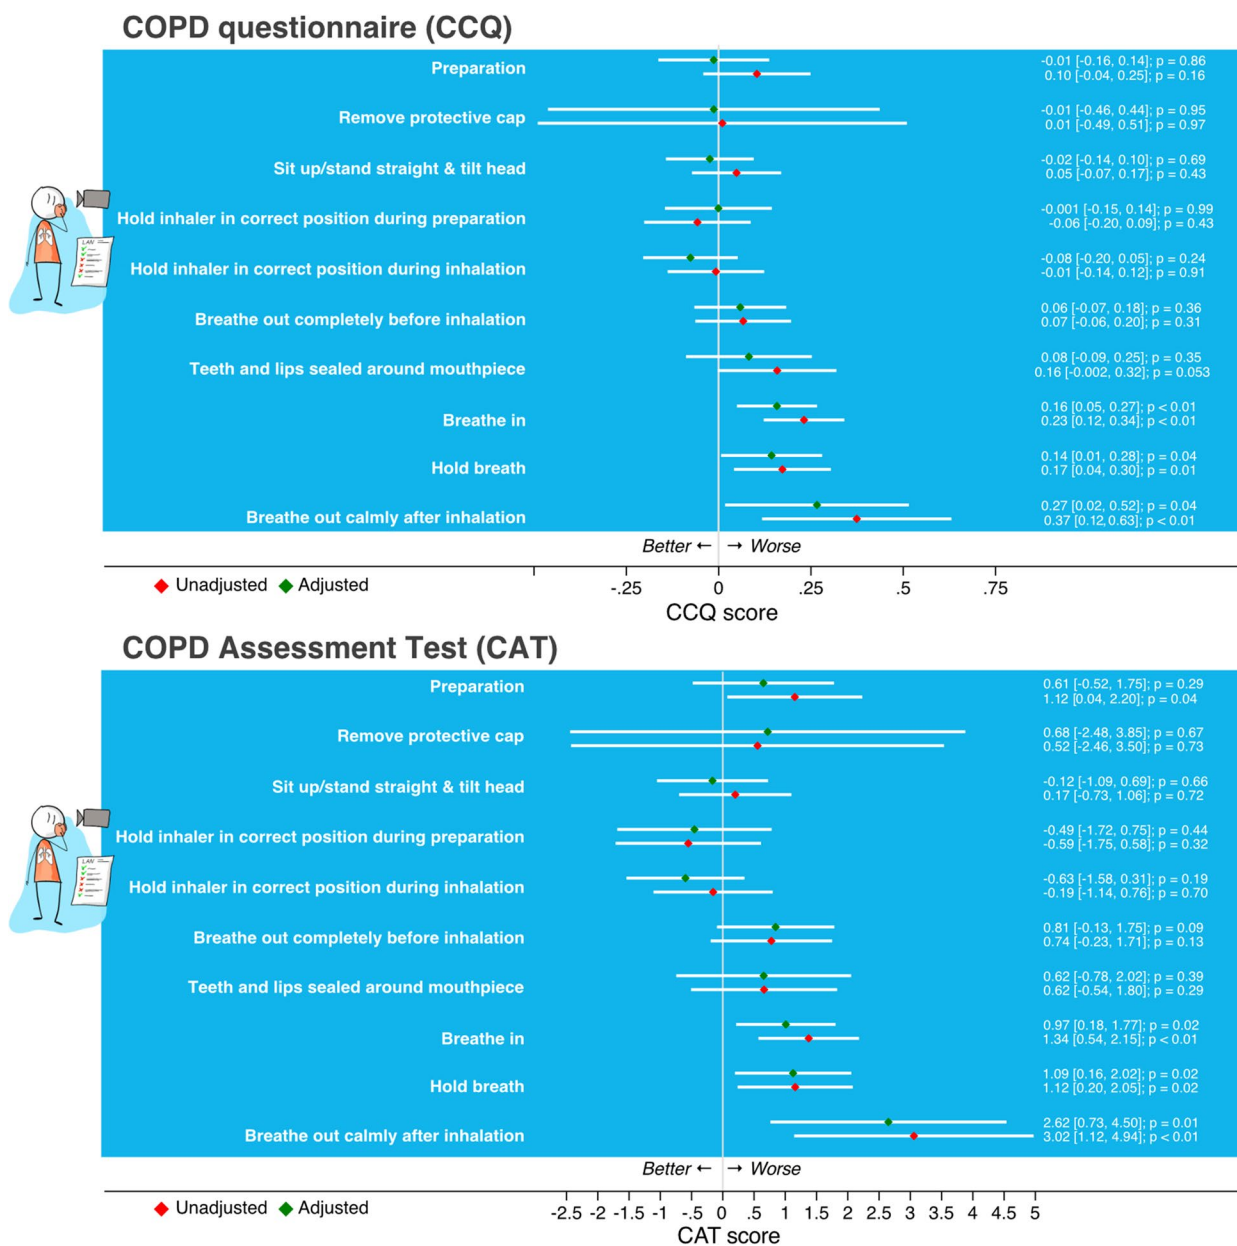 COPD questionnaire (CCQ)
Preparation
-0.01 [-0.16, 0.14]; p = 0.86
0.10 [-0.04, 0.25]; p = 0.16
Remove protective cap
-0.01 [-0.46, 0.44]; p = 0.95
0.01 [-0.49, 0.51]; p = 0.97
Sit up/stand straight & tilt head
-0.02 [-0.14, 0.10]; p = 0.69
0.05 [-0.07, 0.17]; p = 0.43
LAN
Hold inhaler in correct position during preparation
-0.001 [-0.15, 0.14]; p = 0.99
-0.06 [-0.20, 0.09]; p = 0.43
Hold inhaler in correct position during inhalation
-0.08 [-0.20, 0.05]; p = 0.24
-0.01 [-0.14, 0.12]; p = 0.91
Breathe out completely before inhalation
0.06 [-0.07, 0.18]; p = 0.36
0.07 [-0.06, 0.20]; p = 0.31
Teeth and lips sealed around mouthpiece
0.08 [-0.09, 0.25]; p = 0.35
0.16 [-0.002, 0.32]; p = 0.053
Breathe in
0.16 [0.05, 0.27]; p < 0.01
0.23 [0.12, 0.34]; p < 0.01
Hold breath
0.14 [0.01, 0.28]; p = 0.04
0.17 [0.04, 0.30]; p = 0.01
Breathe out calmly after inhalation
0.27 [0.02, 0.52]; p = 0.04
0.37 [0.12, 0.63]; p < 0.01
Better ← → Worse
Unadjusted Adjusted
-.25 0 .25 .5 .75
CCQ score
COPD Assessment Test (CAT)
Preparation
0.61 [-0.52, 1.75]; p = 0.29
1.12 [0.04, 2.20]; p = 0.04
Remove protective cap
0.68 [-2.48, 3.85]; p = 0.67
0.52 [-2.46, 3.50]; p = 0.73
Sit up/stand straight & tilt head
-0.12 [-1.09, 0.69]; p = 0.66
0.17 [-0.73, 1.06]; p = 0.72
LAN
Hold inhaler in correct position during preparation
-0.49 [-1.72, 0.75]; p = 0.44
-0.59 [-1.75, 0.58]; p = 0.32
Hold inhaler in correct position during inhalation
-0.63 [-1.58, 0.31]; p = 0.19
-0.19 [-1.14, 0.76]; p = 0.70
Breathe out completely before inhalation
0.81 [-0.13, 1.75]; p = 0.09
0.74 [-0.23, 1.71]; p = 0.13
Teeth and lips sealed around mouthpiece
0.62 [-0.78, 2.02]; p = 0.39
0.62 [-0.54, 1.80]; p = 0.29
Breathe in
0.97 [0.18, 1.77]; p = 0.02
1.34 [0.54, 2.15]; p < 0.01
Hold breath
1.09 [0.16, 2.02]; p = 0.02
1.12 [0.20, 2.05]; p = 0.02
Breathe out calmly after inhalation
2.62 [0.73, 4.50]; p = 0.01
3.02 [1.12, 4.94]; p < 0.01
Better ← → Worse
Unadjusted Adjusted
-2.5 -2 -1.5 -1 -.5 0 .5 1 1.5 2 2.5 3 3.5 4 4.5 5
CAT score